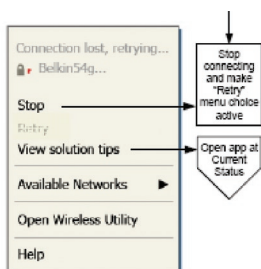 Connection lost, retrying...
Belkin54g...
Stop
Retry
View solution tips
Available Networks
Open Wireless Utility
Help
Stop
connecting
and make
"Retry"
menu choice
active
Open app at
Current
Status